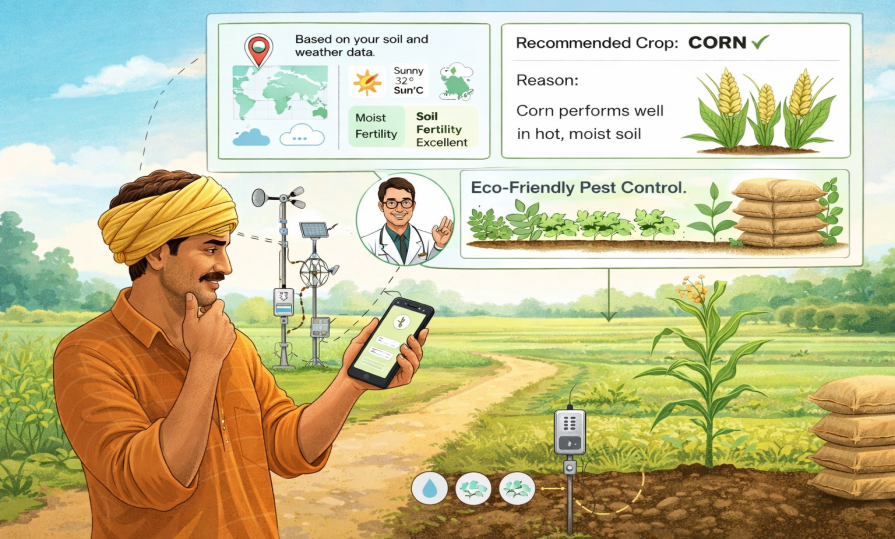 Based on your soil and
weather data.
Sunny
32°
Sun'C
Moist
Fertility
Soil
Fertility
Excellent
Recommended Crop: CORN ✓
Reason:
Corn performs well
in hot, moist soil
Eco-Friendly Pest Control.